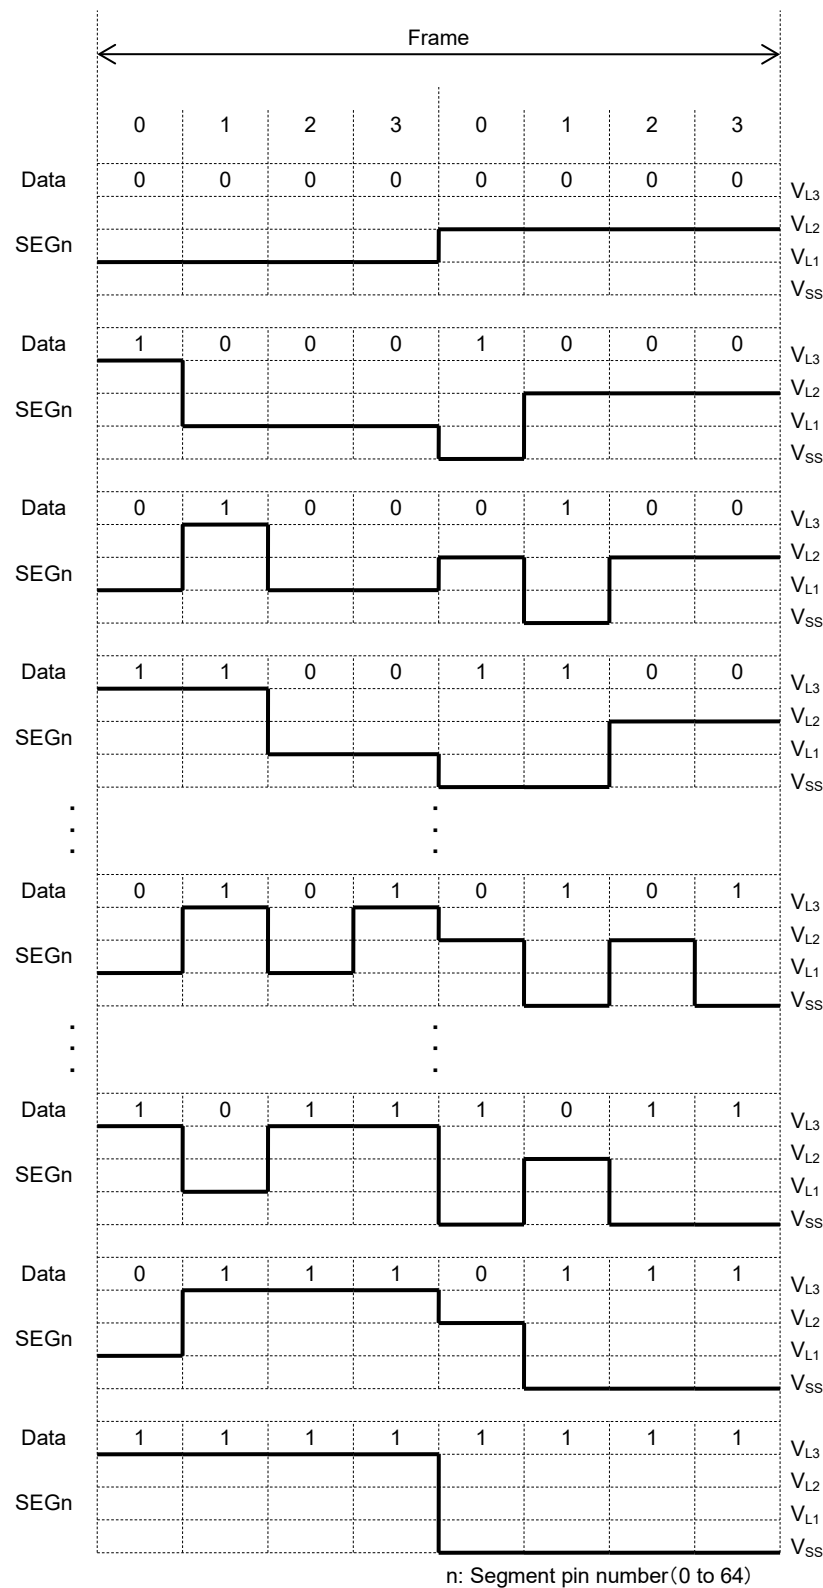 Frame
0 1 2 3 0 1 2 3
Data 0 0 0 0 0 0 0 0
VL3
VL2
SEGn
VL1
VSS
Data 1 0 0 0 1 0 0 0
VL3
VL2
SEGn
VL1
VSS
Data 0 1 0 0 0 1 0 0
VL3
VL2
SEGn
VL1
VSS
Data 1 1 0 0 1 1 0 0
VL3
VL2
SEGn
VL1
VSS
Data 0 1 0 1 0 1 0 1
VL3
VL2
SEGn
VL1
VSS
Data 1 0 1 1 1 0 1 1
VL3
VL2
SEGn
VL1
VSS
Data 0 1 1 1 0 1 1 1
VL3
VL2
SEGn
VL1
VSS
Data 1 1 1 1 1 1 1 1
VL3
VL2
SEGn
VL1
VSS
n: Segment pin number(0 to 64)